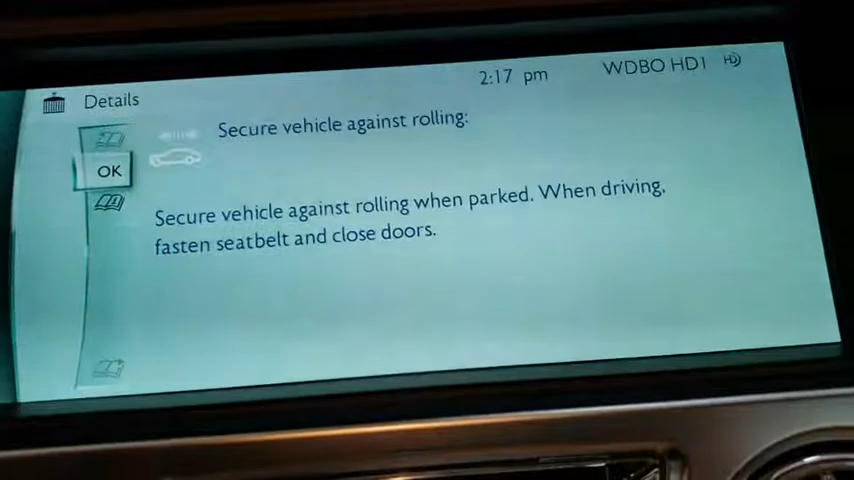 Details
2:17 pm
WDBO HD1
Secure vehicle against rolling:
OK
Secure vehicle against rolling when parked. When driving,
fasten seatbelt and close doors.